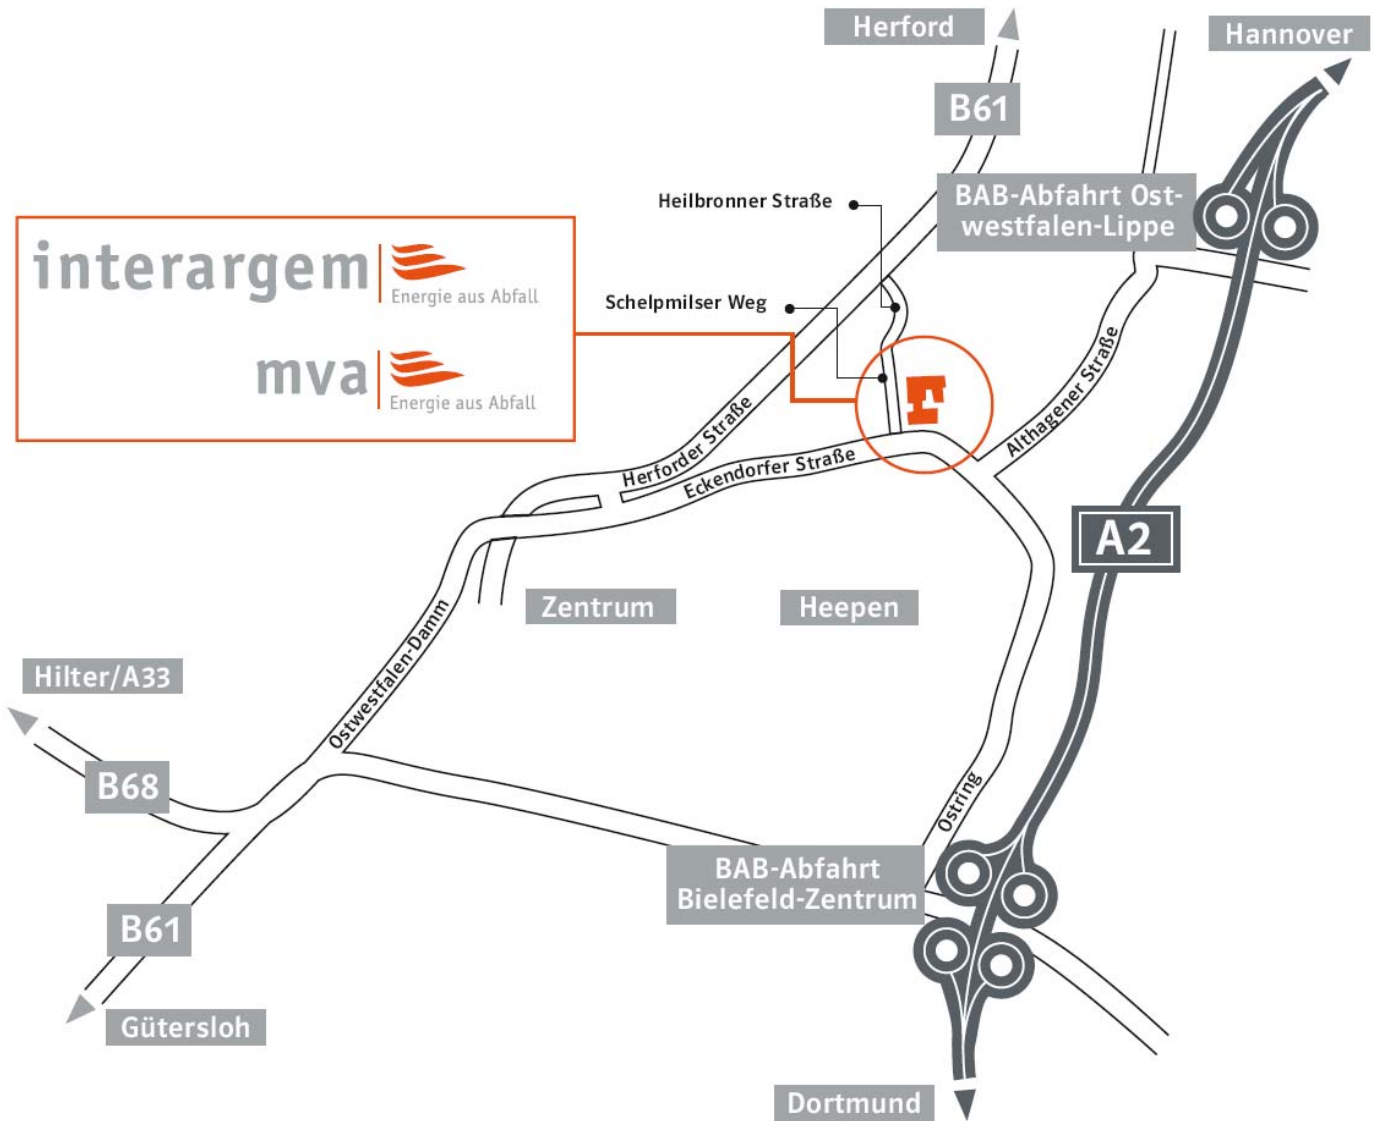 Herford
Hannover
B61
BAB-Abfahrt Ost-
westfalen-Lippe
Heilbronner Straße
interargem
Energie aus Abfall
Schelpmilser Weg
mva
Energie aus Abfall
Althagener Straße
Herforder Straße
Eckendorfer Straße
A2
Zentrum
Heepen
Ostwestfalen-Damm
Hilter/A33
B68
Ostring
BAB-Abfahrt
Bielefeld-Zentrum
B61
Gütersloh
Dortmund